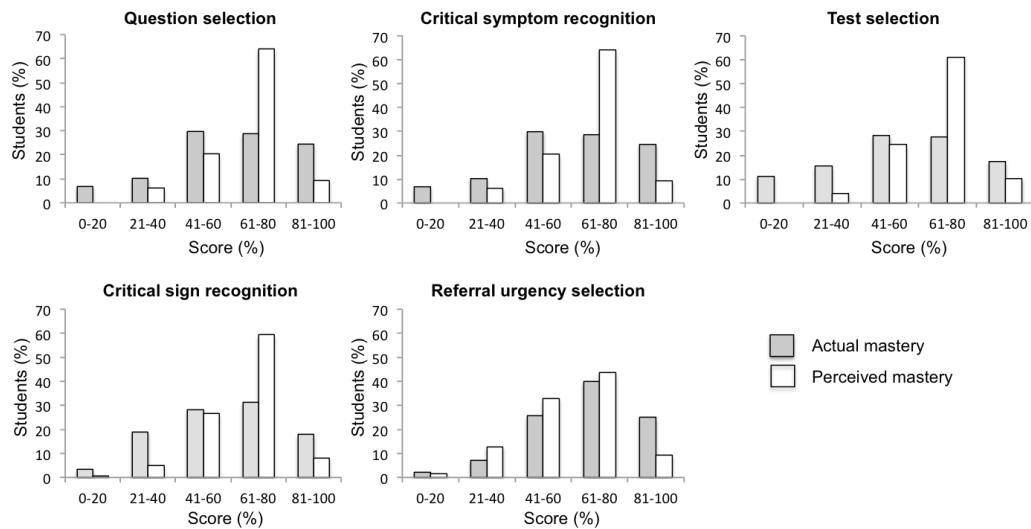 Question selection
Students (%)
70
60
50
40
30
20
10
0
0-20 21-40 41-60 61-80 81-100
Score (%)
Critical symptom recognition
Students (%)
70
60
50
40
30
20
10
0
0-20 21-40 41-60 61-80 81-100
Score (%)
Test selection
Students (%)
70
60
50
40
30
20
10
0
0-20 21-40 41-60 61-80 81-100
Score (%)
Critical sign recognition
Students (%)
70
60
50
40
30
20
10
0
0-20 21-40 41-60 61-80 81-100
Score (%)
Referral urgency selection
Students (%)
70
60
50
40
30
20
10
0
0-20 21-40 41-60 61-80 81-100
Score (%)
Actual mastery
Perceived mastery